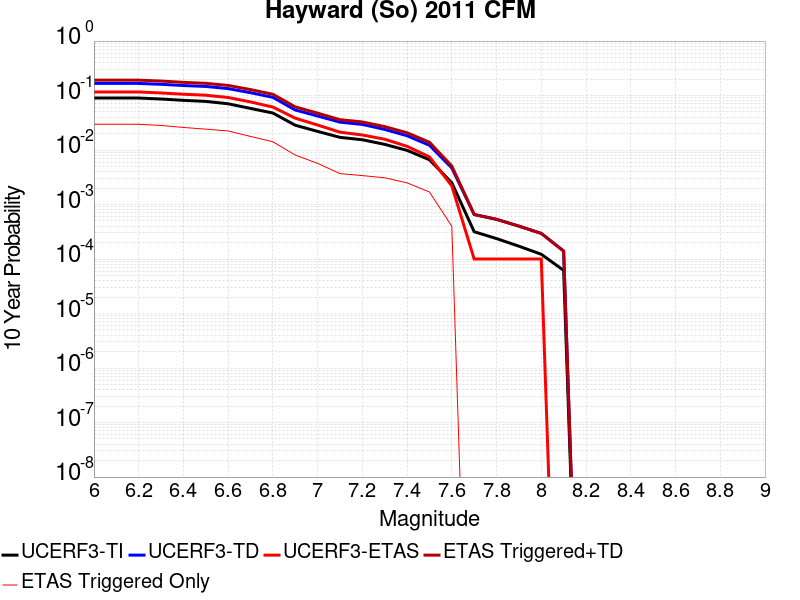 Hayward (So) 2011 CFM
10 0
10 -1
10 -2
10 -3
10 -4
10 -5
10 -6
10 -7
10 -8
10 Year Probability
6 6.2 6.4 6.6 6.8 7 7.2 7.4 7.6 7.8 8 8.2 8.4 8.6 8.8 9
Magnitude
UCERF3-TI UCERF3-TD UCERF3-ETAS ETAS Triggered+TD
ETAS Triggered Only